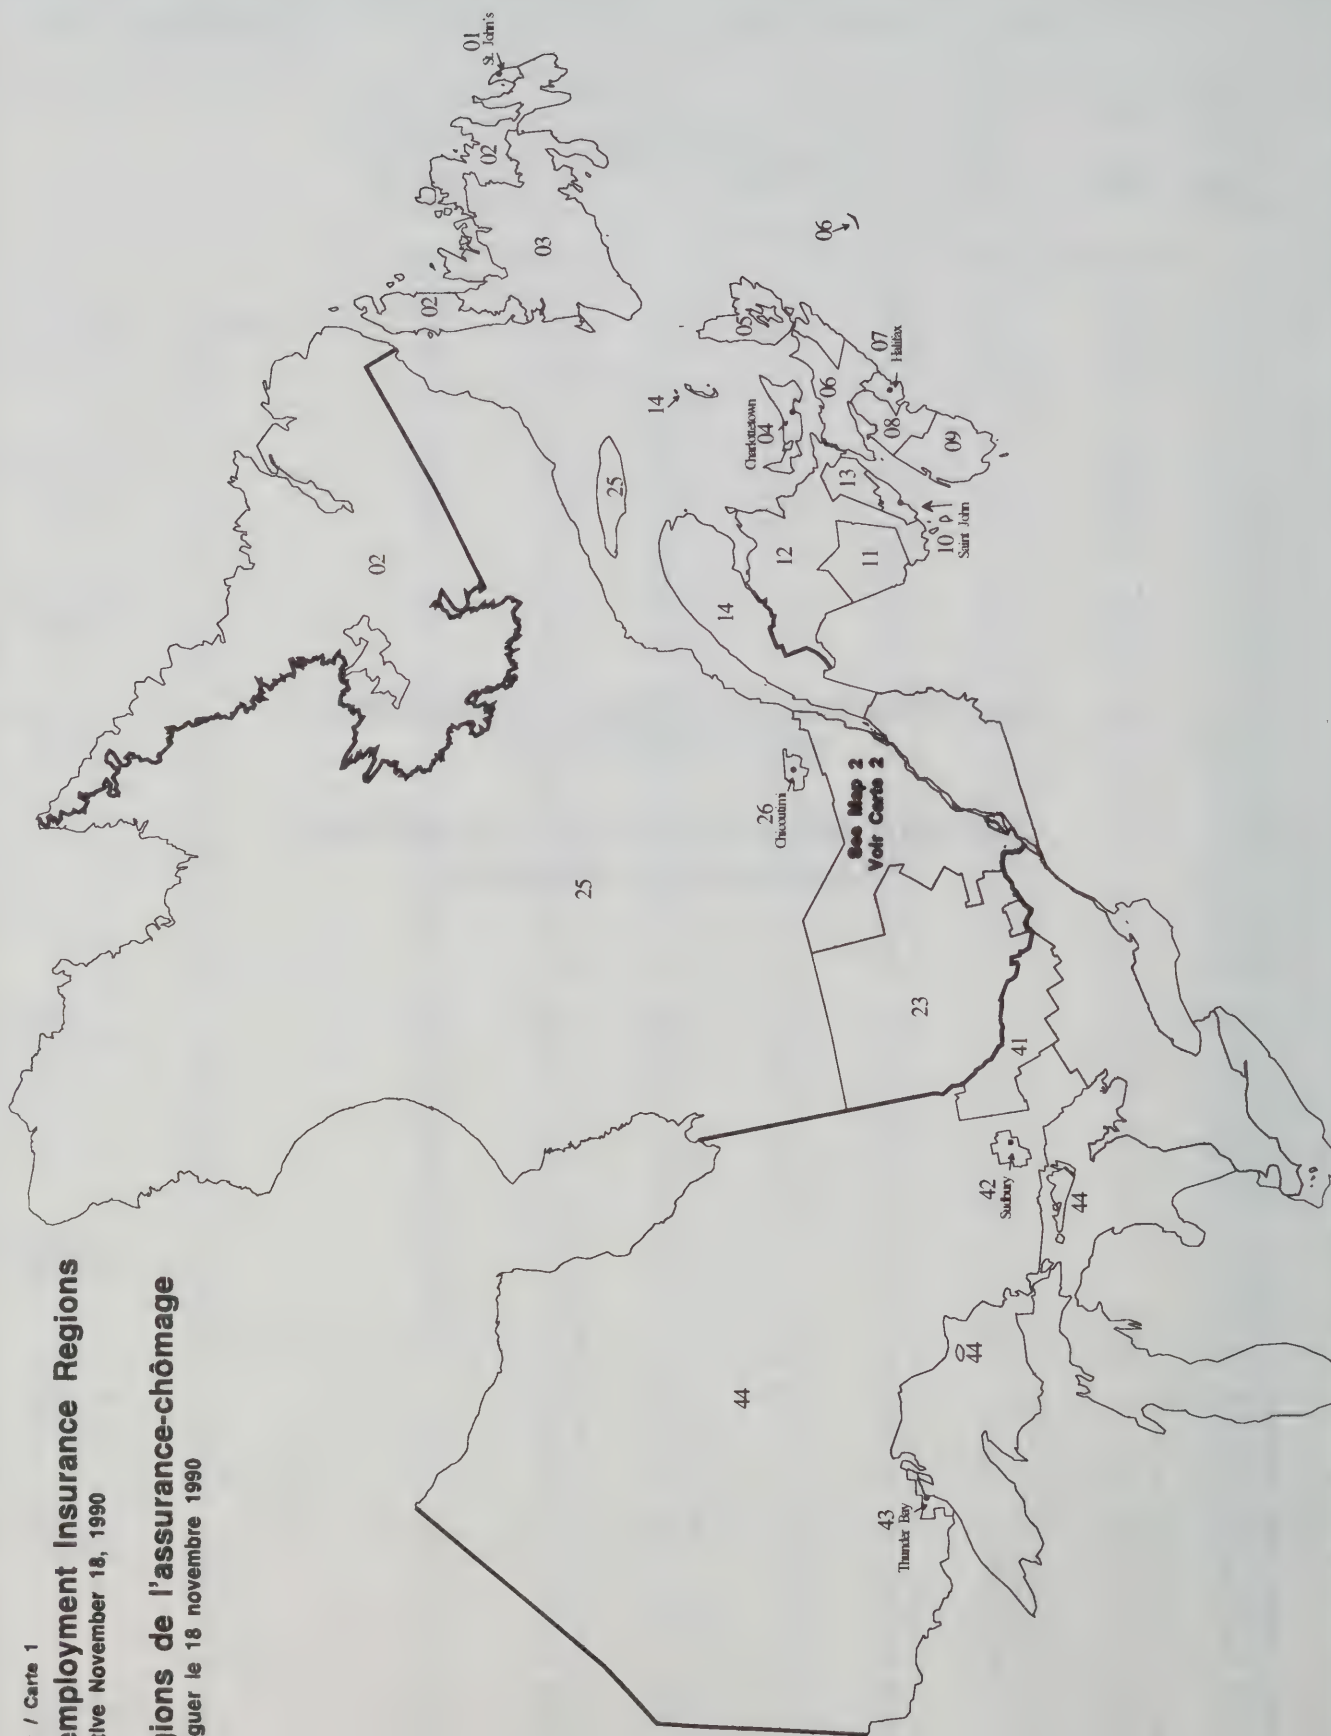 / Carte 1
employment Insurance Regions
tive November 18, 1990
gions de l'assurance-chômage
guer le 18 novembre 1990
02
02
01
St. John's
02
03
25
25
14
14
44
05
Charlottetown
04
26
Chicoutimi
12
06
06
13
See Map 2
Voir Carte 2
11
07
Halifax
43
Thunder Bay
08
23
10
Saint John
09
44
42
Sudbury
41
44